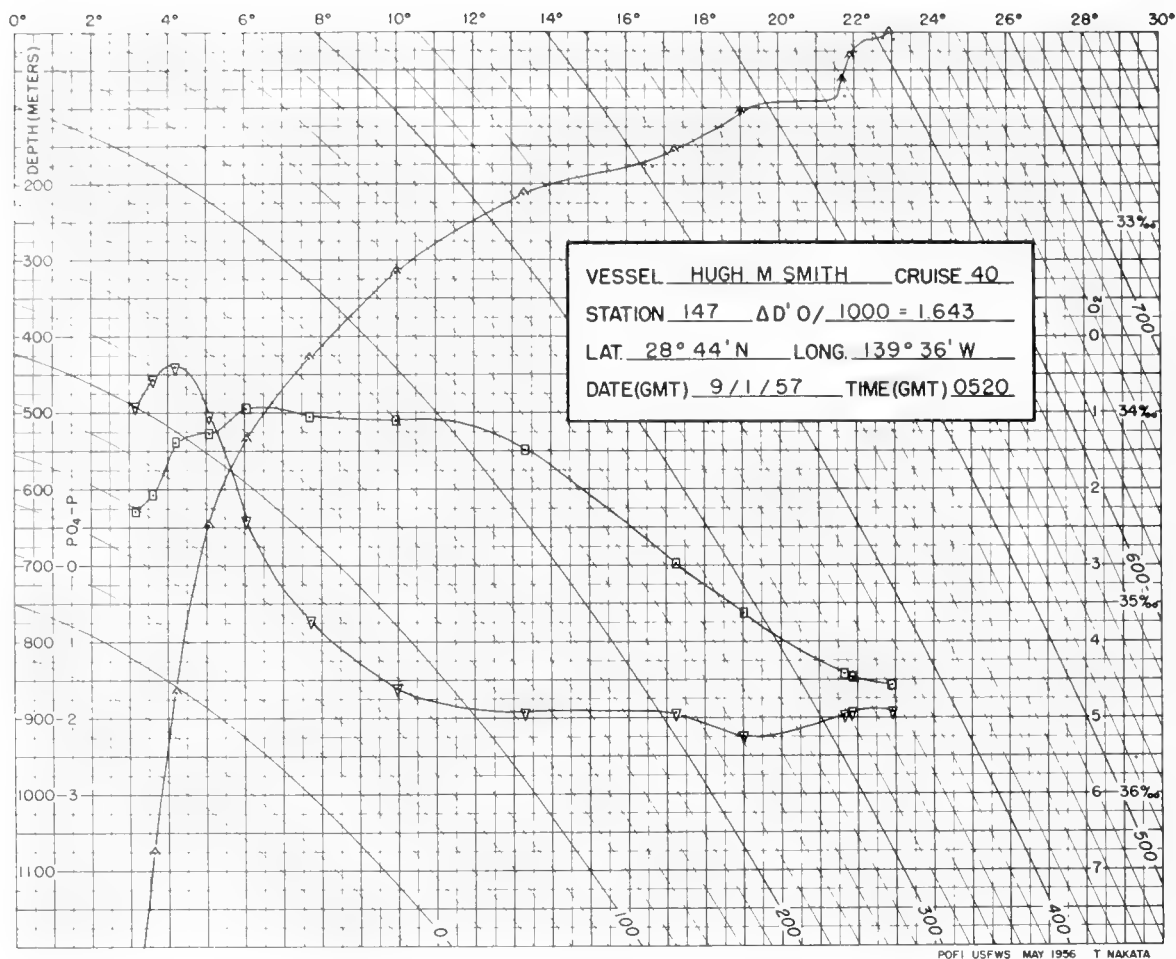 0° 2° 4° 6° 8° 10° 12° 14° 16° 18° 20° 22° 24° 26° 28° 30°
DEPTH (METERS)
200
33‰
300
VESSEL HUGH M SMITH CRUISE 40
STATION 147 ΔD'0/1000 = 1.643
LAT. 28° 44' N LONG. 139° 36' W
DATE (GMT) 9/1/57 TIME (GMT) 0520
O₂
700
0
400
500
1
34‰
600
PO₄-P
2
700-0
3
600
35‰
800-1
4
900-2
5
1000-3
6
36‰
500
1100
7
0 100 200 300 400
POFI USFWS MAY 1956 T NAKATA